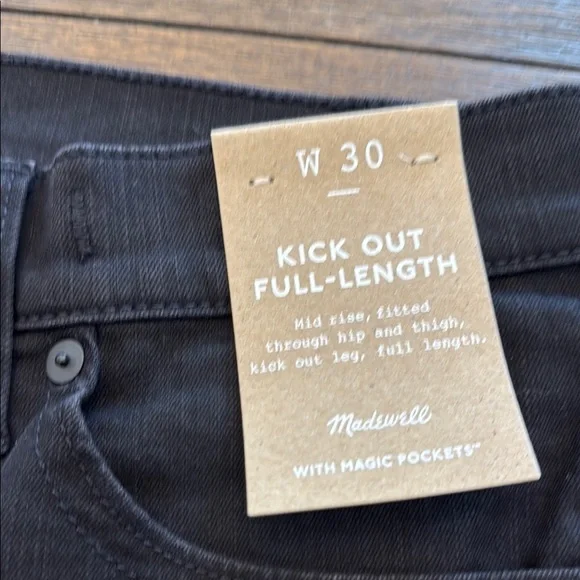 W 30
KICK OUT
FULL-LENGTH
Mid rise, fitted
through hip and thigh,
kick out leg, full length.
Madewell
WITH MAGIC POCKETS™